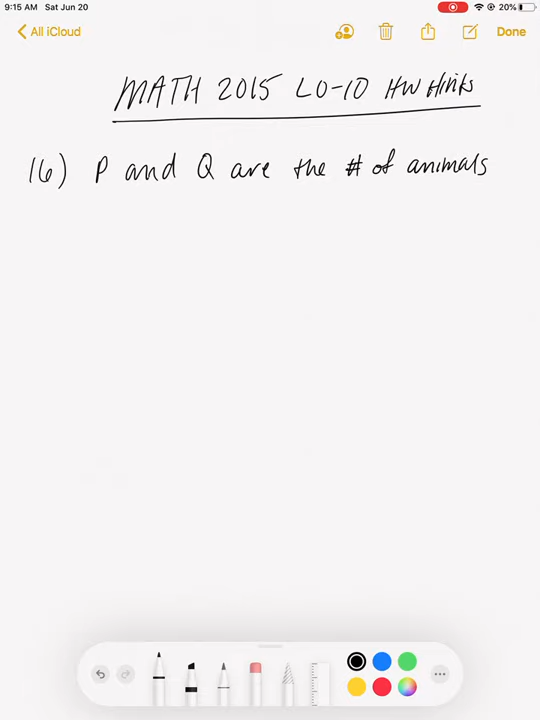 9:15 AM Sat Jun 20 20%
All iCloud Done
MATH 2015 LO-10 HW Hints
16) P and Q are the # of animals